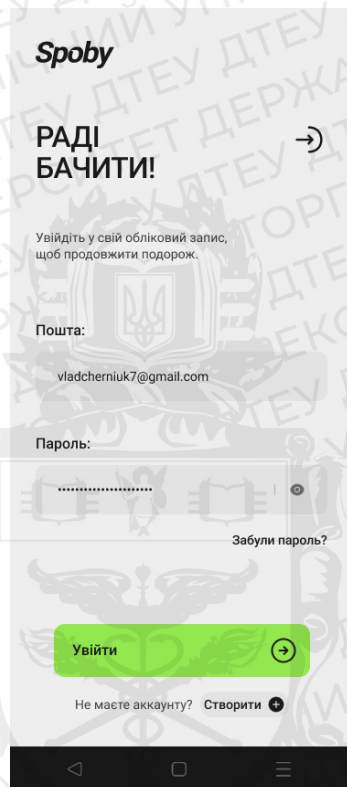 Spoby
РАДІ
БАЧИТИ!
Увійдіть у свій обліковий запис,
щоб продовжити подорож.
Пошта:
vladcherniuk7@gmail.com
Пароль:
••••••••••••••••••••••
Забули пароль?
Увійти
Не маєте аккаунту? Створити